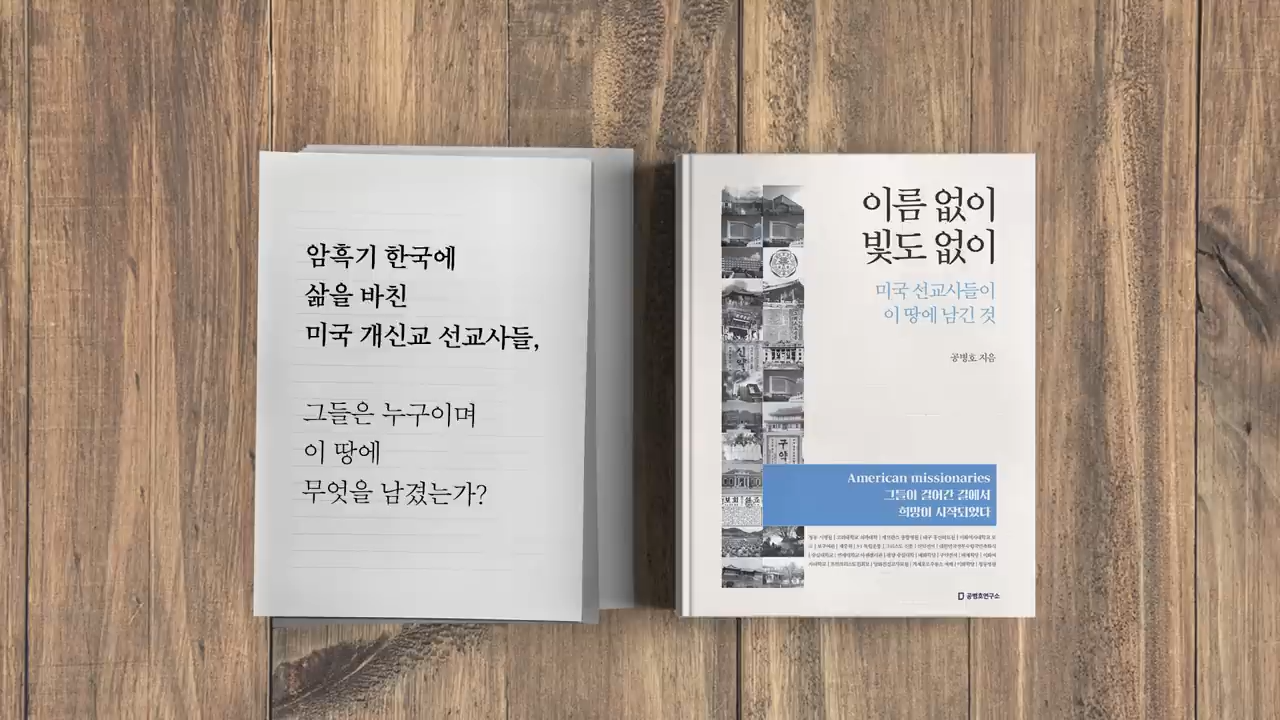 암흑기 한국에
삶을 바친
미국 개신교 선교사들,
그들은 누구이며
이 땅에
무엇을 남겼는가?
이름 없이
빛도 없이
미국 선교사들이
이 땅에 남긴 것
공병호 지음
구약
American missionaries
그들이 걸어간 길에서
희망이 시작되었다
공병호연구소